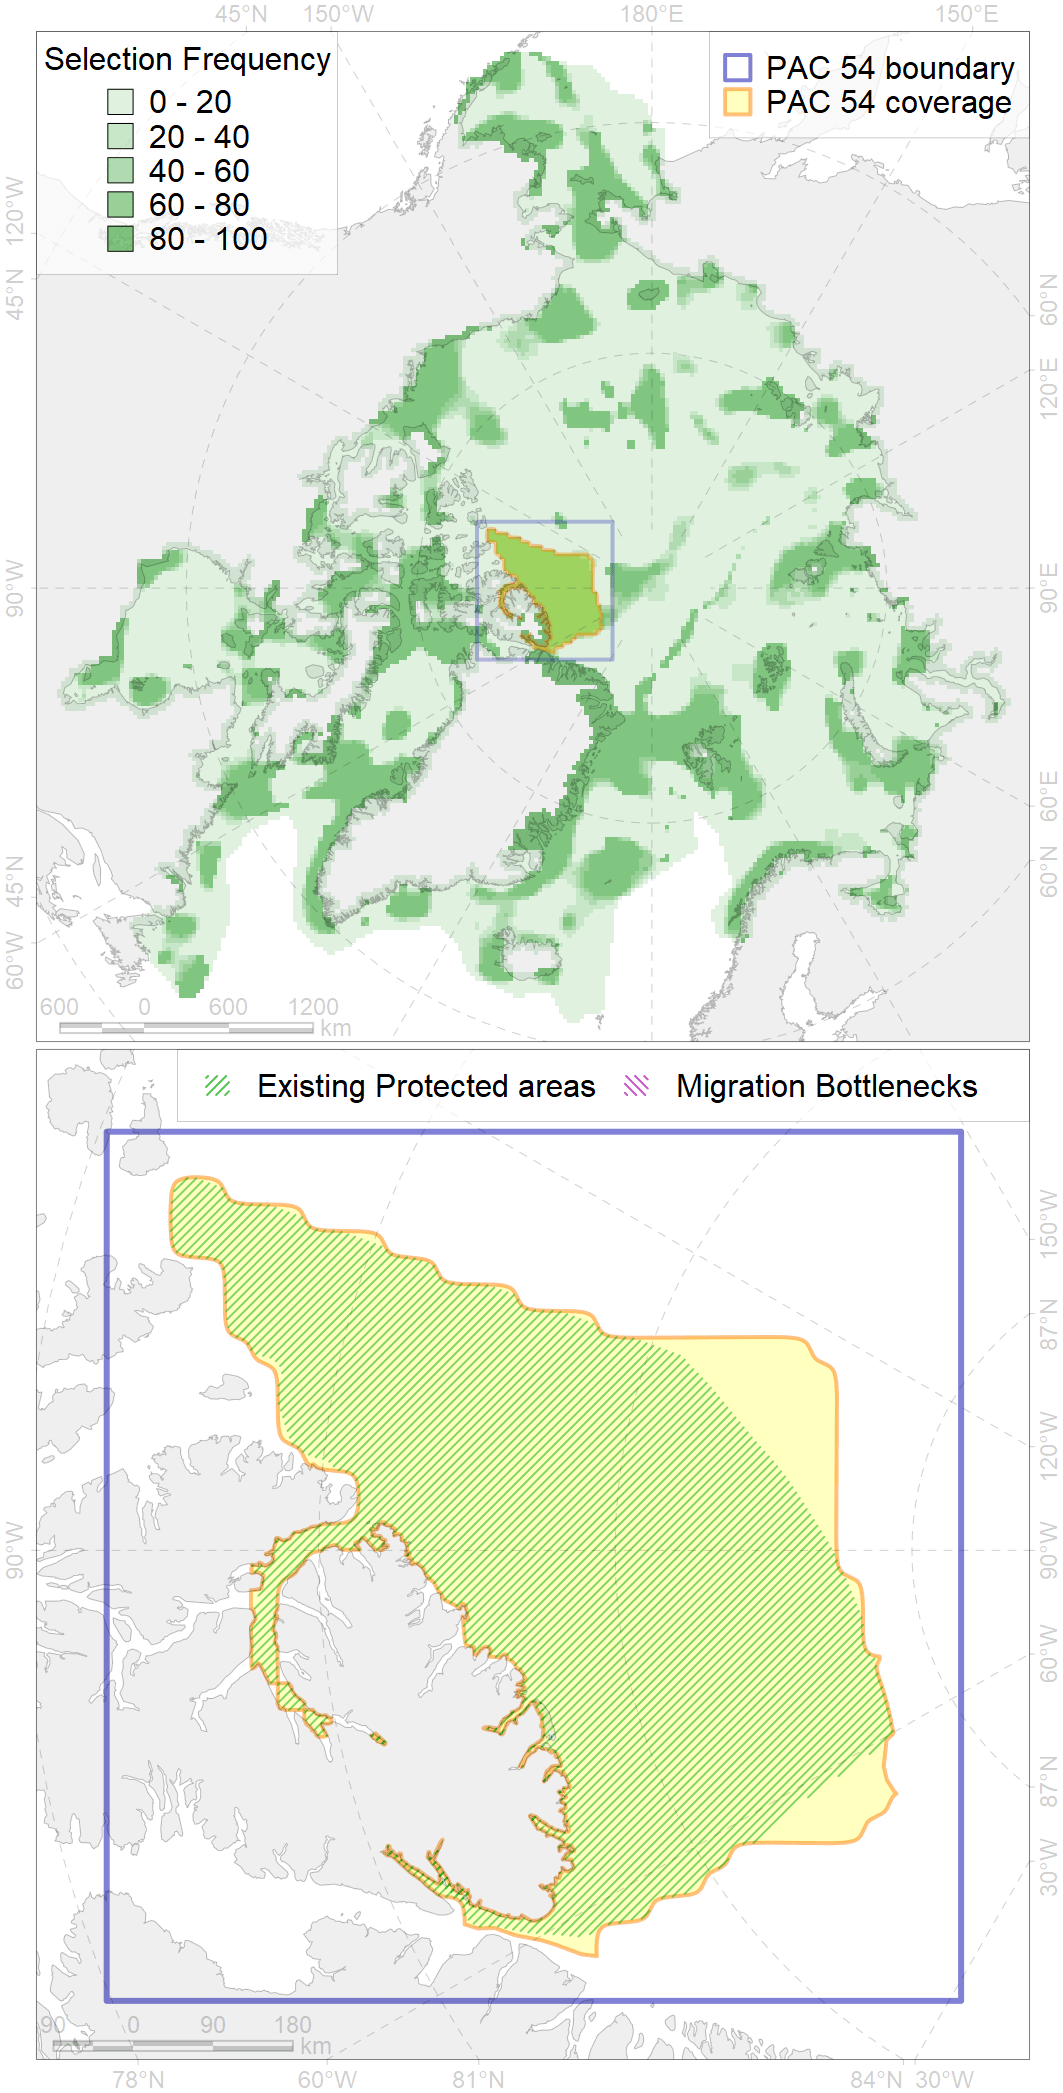 45°N 150°W 180°E 150°E
Selection Frequency
0 - 20
20 - 40
40 - 60
60 - 80
80 - 100
PAC 54 boundary
PAC 54 coverage
120°W
45°N
90°W
45°N
60°W
60°N
120°E
90°E
60°E
60°N
600 0 600 1200
km
Existing Protected areas Migration Bottlenecks
90°W
150°W
87°N
120°W
90°W
60°W
87°N
30°W
90 0 90 180
km
78°N 60°W 81°N 84°N 30°W